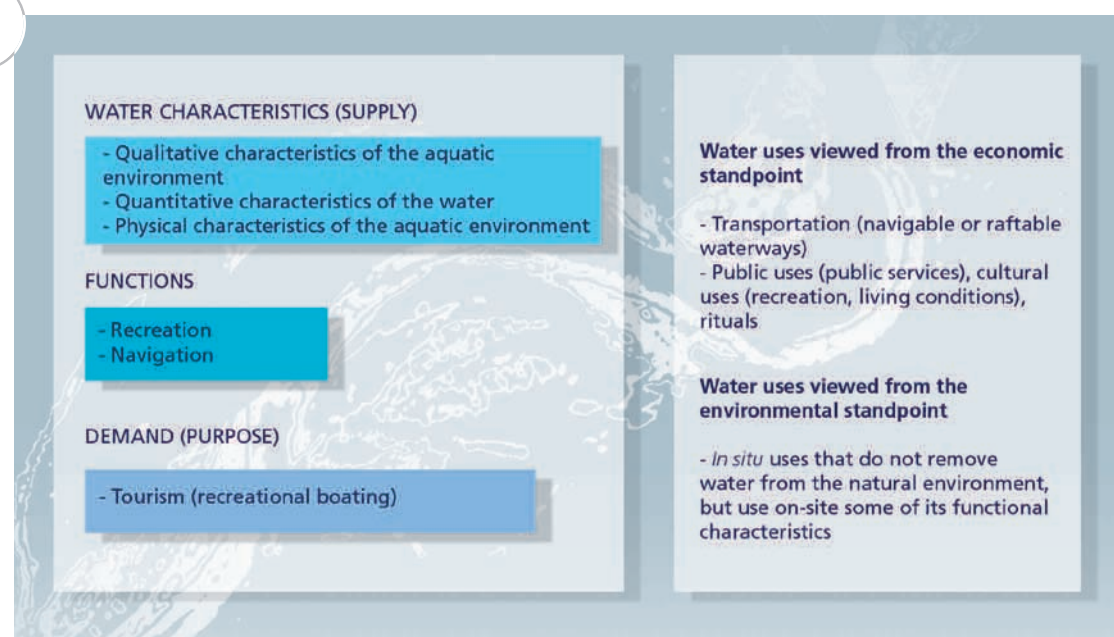 WATER CHARACTERISTICS (SUPPLY)
- Qualitative characteristics of the aquatic
environment
- Quantitative characteristics of the water
- Physical characteristics of the aquatic environment
FUNCTIONS
- Recreation
- Navigation
DEMAND (PURPOSE)
- Tourism (recreational boating)
Water uses viewed from the economic
standpoint
- Transportation (navigable or raftable
waterways)
- Public uses (public services), cultural
uses (recreation, living conditions),
rituals
Water uses viewed from the
environmental standpoint
- In situ uses that do not remove
water from the natural environment,
but use on-site some of its functional
characteristics